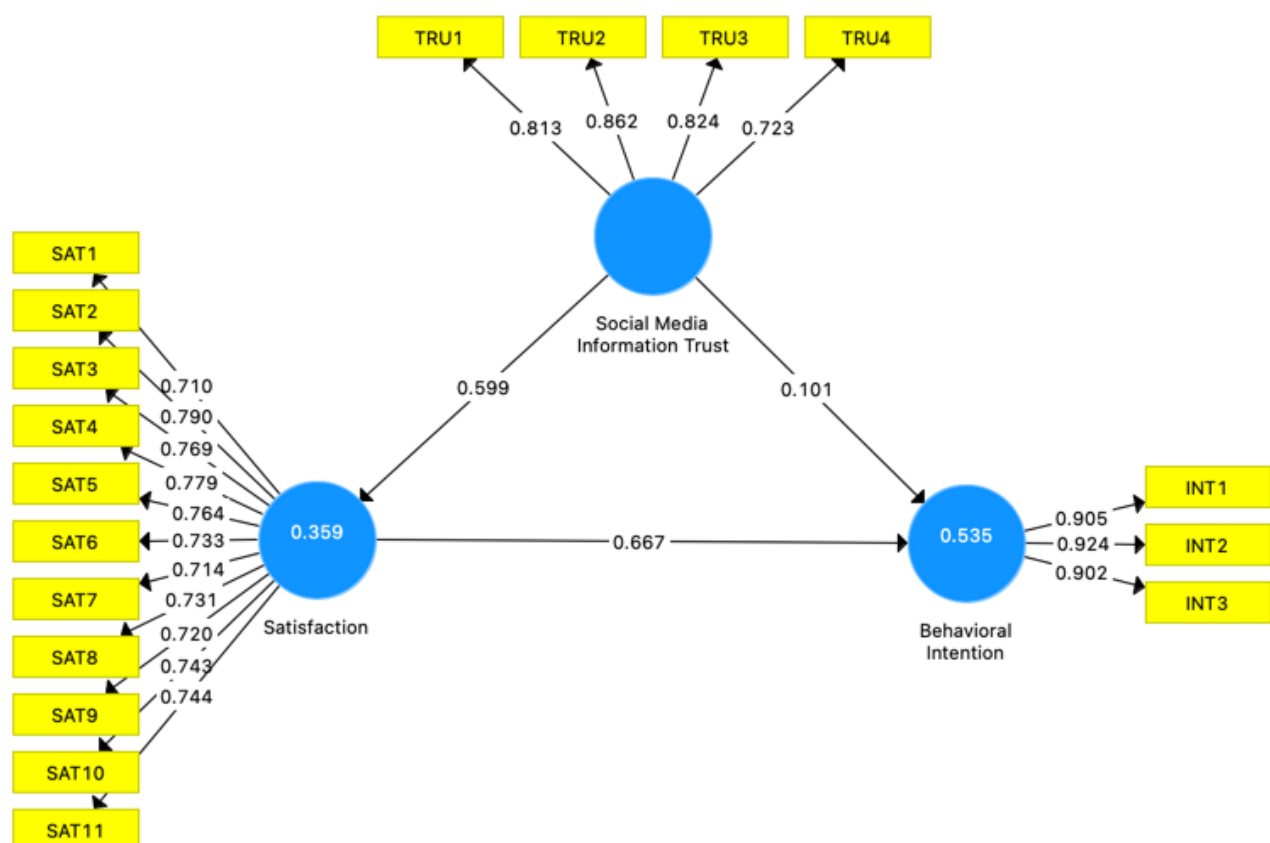 TRU1 TRU2 TRU3 TRU4
0.813 0.862 0.824 0.723
Social Media
Information Trust
SAT1
SAT2
SAT3
SAT4
SAT5
SAT6
SAT7
SAT8
SAT9
SAT10
SAT11
0.710
0.790
0.769
0.779
0.764
0.733
0.714
0.731
0.720
0.743
0.744
0.599
0.101
0.359
Satisfaction
0.667
0.535
Behavioral
Intention
0.905
0.924
0.902
INT1
INT2
INT3